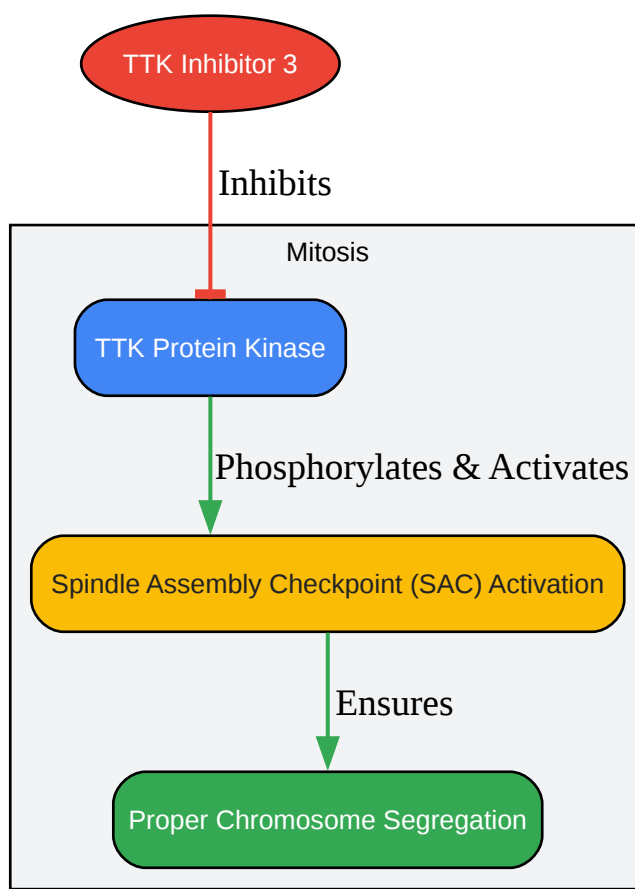 TTK Inhibitor 3
Inhibits
Mitosis
TTK Protein Kinase
Phosphorylates & Activates
Spindle Assembly Checkpoint (SAC) Activation
Ensures
Proper Chromosome Segregation